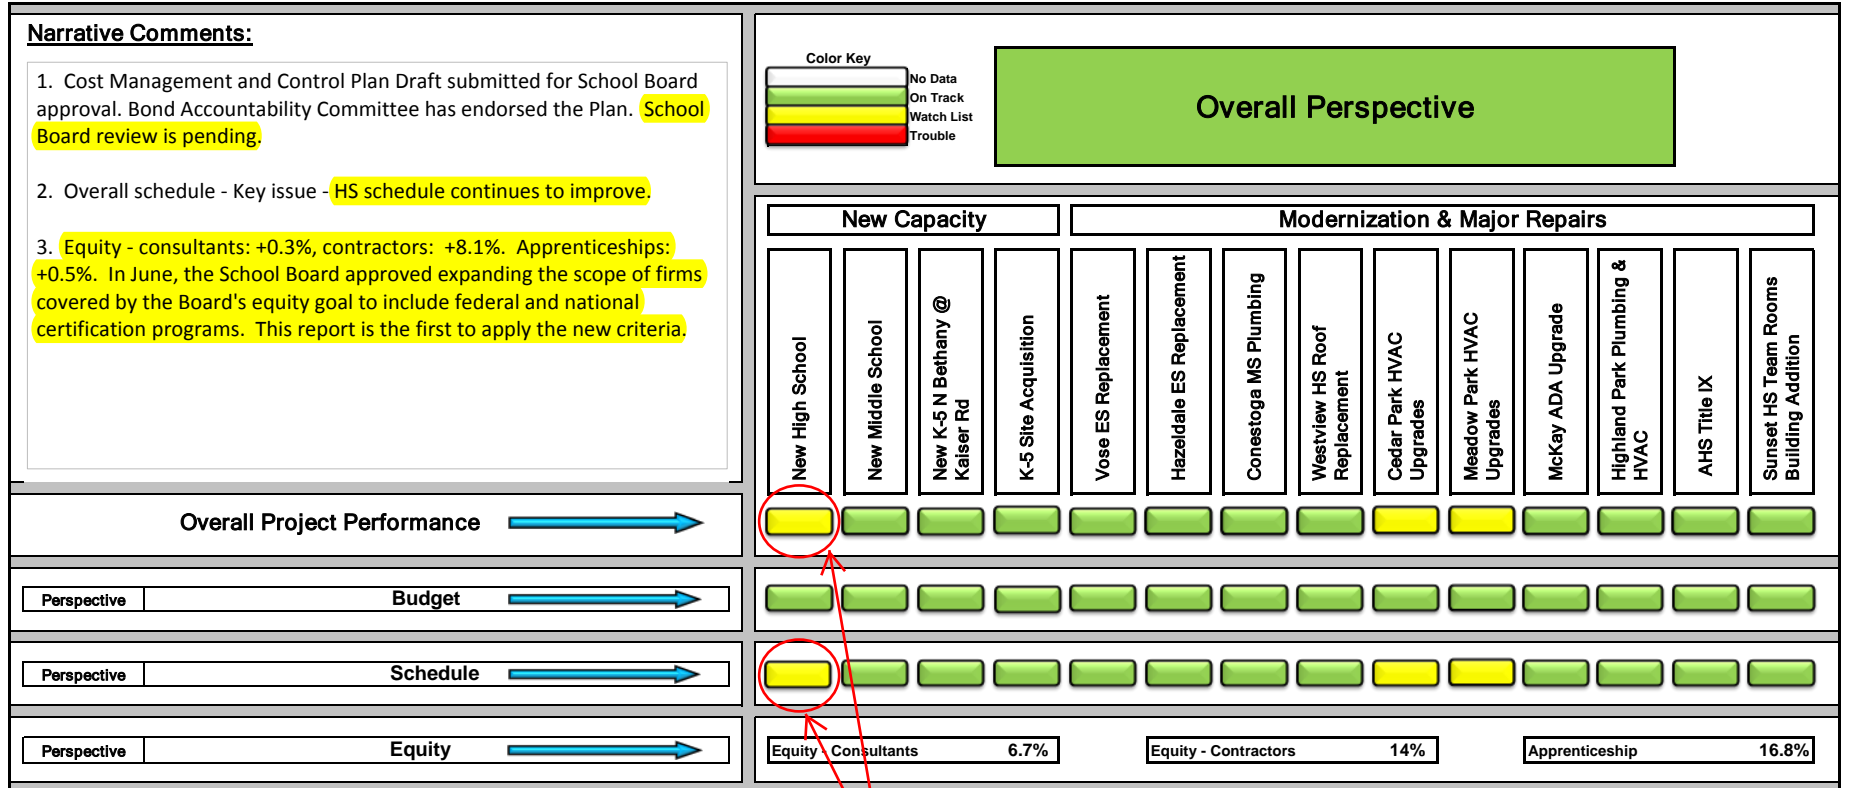 Narrative Comments:
1. Cost Management and Control Plan Draft submitted for School Board
approval. Bond Accountability Committee has endorsed the Plan. School
Board review is pending.
2. Overall schedule - Key issue - HS schedule continues to improve.
3. Equity - consultants: +0.3%, contractors: +8.1%. Apprenticeships:
+0.5%. In June, the School Board approved expanding the scope of firms
covered by the Board's equity goal to include federal and national
certification programs. This report is the first to apply the new criteria.
Color Key
No Data
On Track
Watch List
Trouble
Overall Perspective
New Capacity
Modernization & Major Repairs
New High School
New Middle School
New K-5 N Bethany @
Kaiser Rd
K-5 Site Acquisition
Vose ES Replacement
Hazeldale ES Replacement
Conestoga MS Plumbing
Westview HS Roof
Replacement
Cedar Park HVAC
Upgrades
Meadow Park HVAC
Upgrades
McKay ADA Upgrade
Highland Park Plumbing &
HVAC
AHS Title IX
Sunset HS Team Rooms
Building Addition
Overall Project Performance
Perspective Budget
Perspective Schedule
Perspective Equity
Equity - Consultants 6.7%
Equity - Contractors 14%
Apprenticeship 16.8%